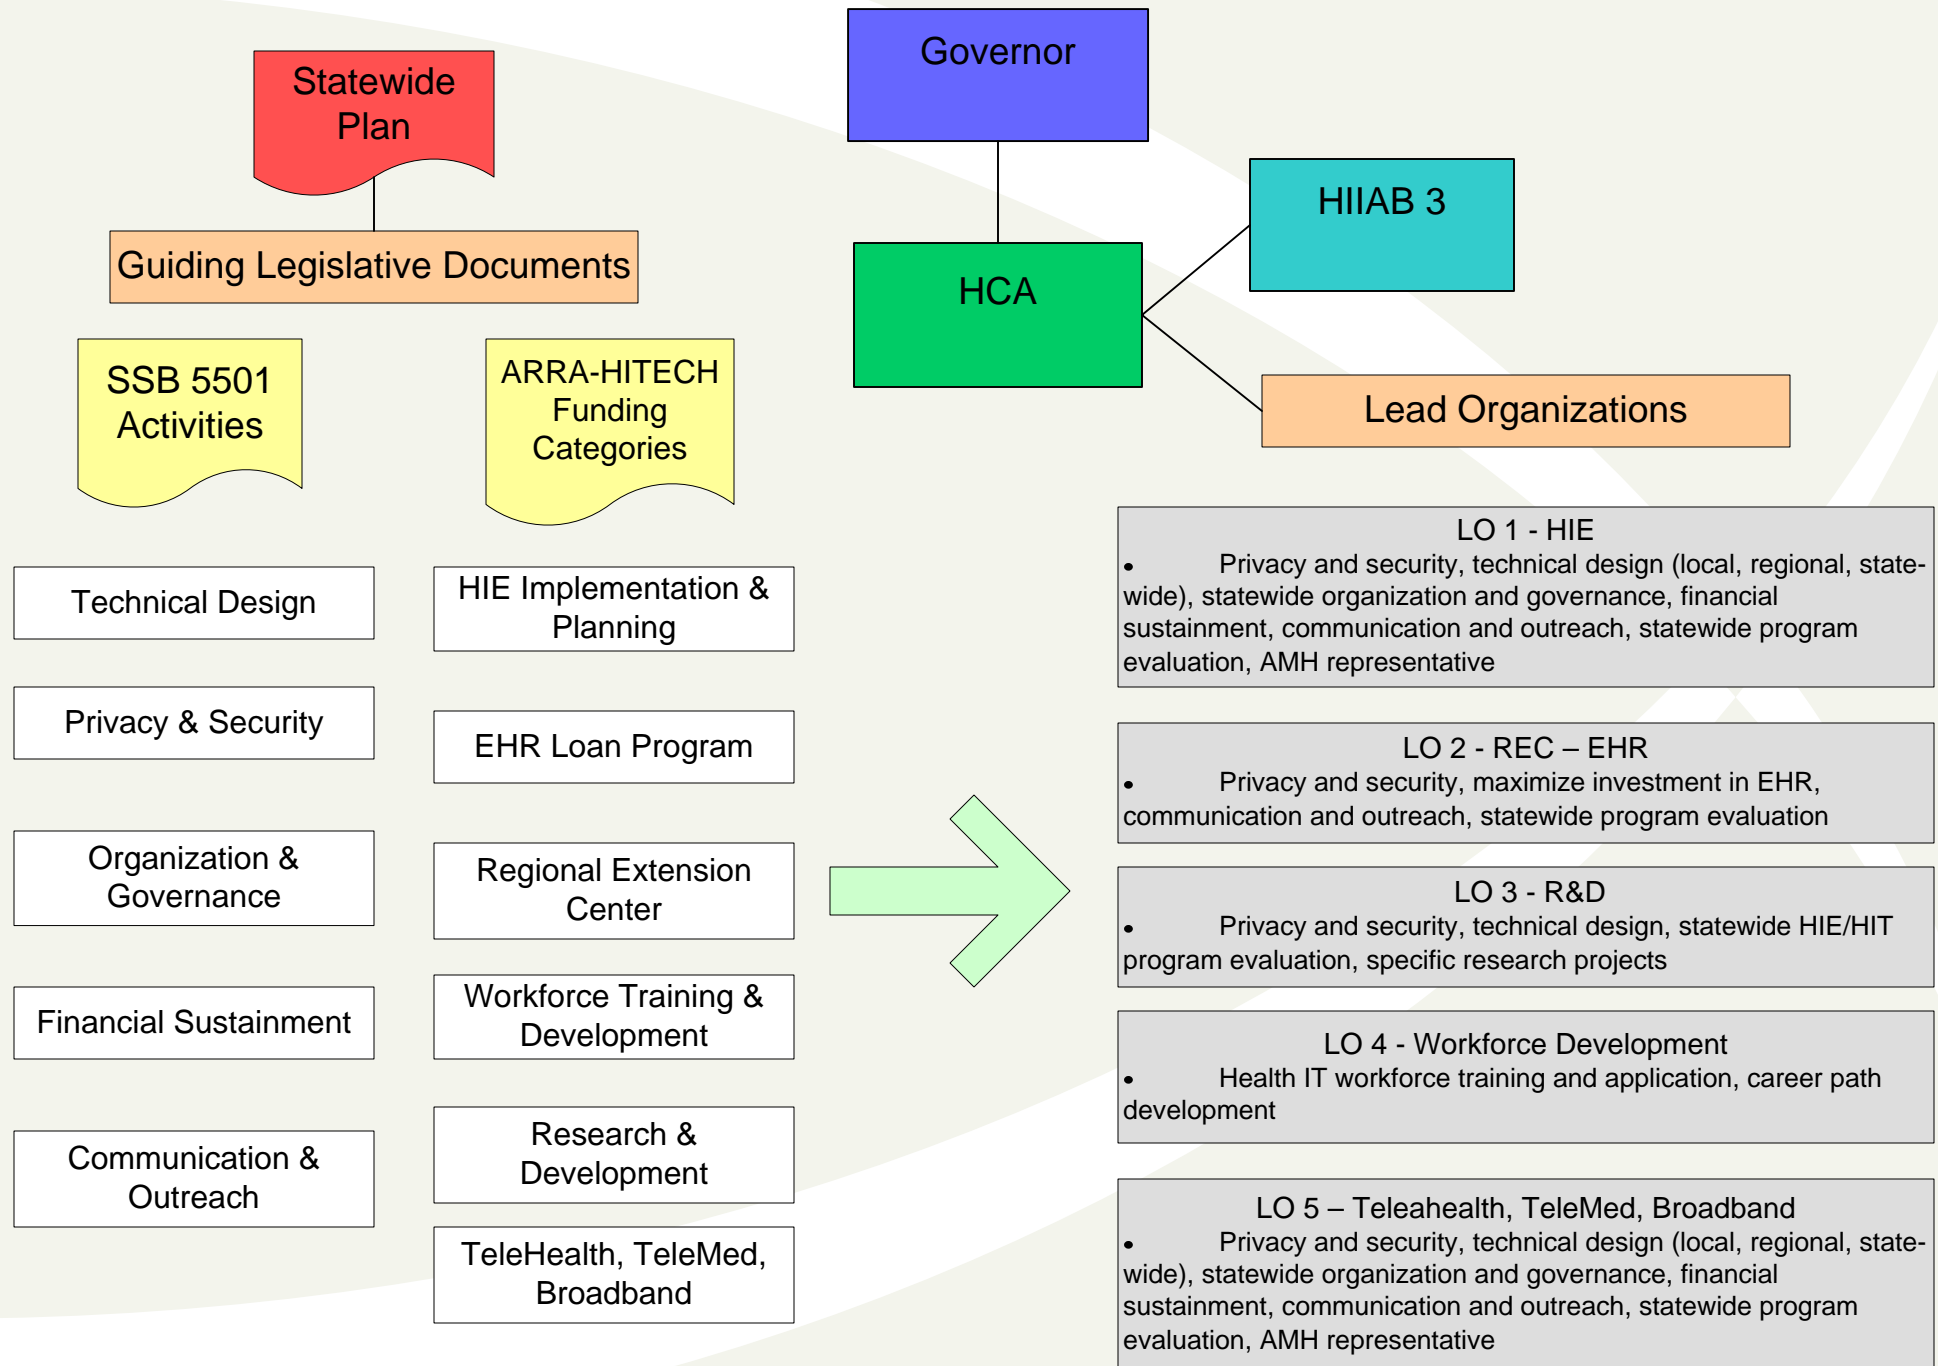 Statewide
Plan
Guiding Legislative Documents
SSB 5501
Activities
ARRA-HITECH
Funding
Categories
Technical Design
Privacy & Security
Organization &
Governance
Financial Sustainment
Communication &
Outreach
HIE Implementation &
Planning
EHR Loan Program
Regional Extension
Center
Workforce Training &
Development
Research &
Development
TeleHealth, TeleMed,
Broadband
Governor
HCA
HIIAB 3
Lead Organizations
LO 1 - HIE
• Privacy and security, technical design (local, regional, state-
wide), statewide organization and governance, financial
sustainment, communication and outreach, statewide program
evaluation, AMH representative
LO 2 - REC – EHR
• Privacy and security, maximize investment in EHR,
communication and outreach, statewide program evaluation
LO 3 - R&D
• Privacy and security, technical design, statewide HIE/HIT
program evaluation, specific research projects
LO 4 - Workforce Development
• Health IT workforce training and application, career path
development
LO 5 – Teleahealth, TeleMed, Broadband
• Privacy and security, technical design (local, regional, state-
wide), statewide organization and governance, financial
sustainment, communication and outreach, statewide program
evaluation, AMH representative